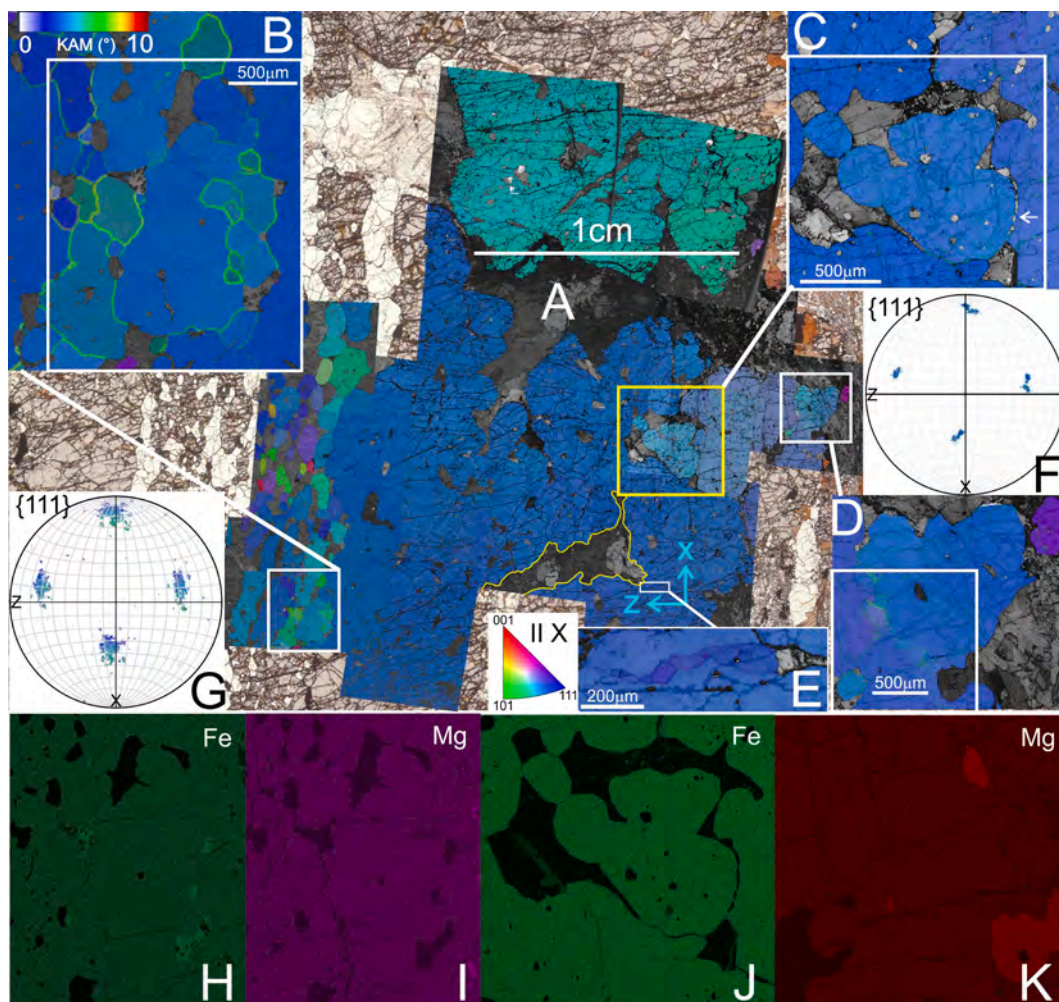 0 KAM (°) 10
B
500μm
C
500μm
1cm
A
{111}
Z
X
F
{111}
Z
X
G
X
Z
001
101
111
II X
200μm
E
D
500μm
Fe
H
Mg
I
Fe
J
Mg
K